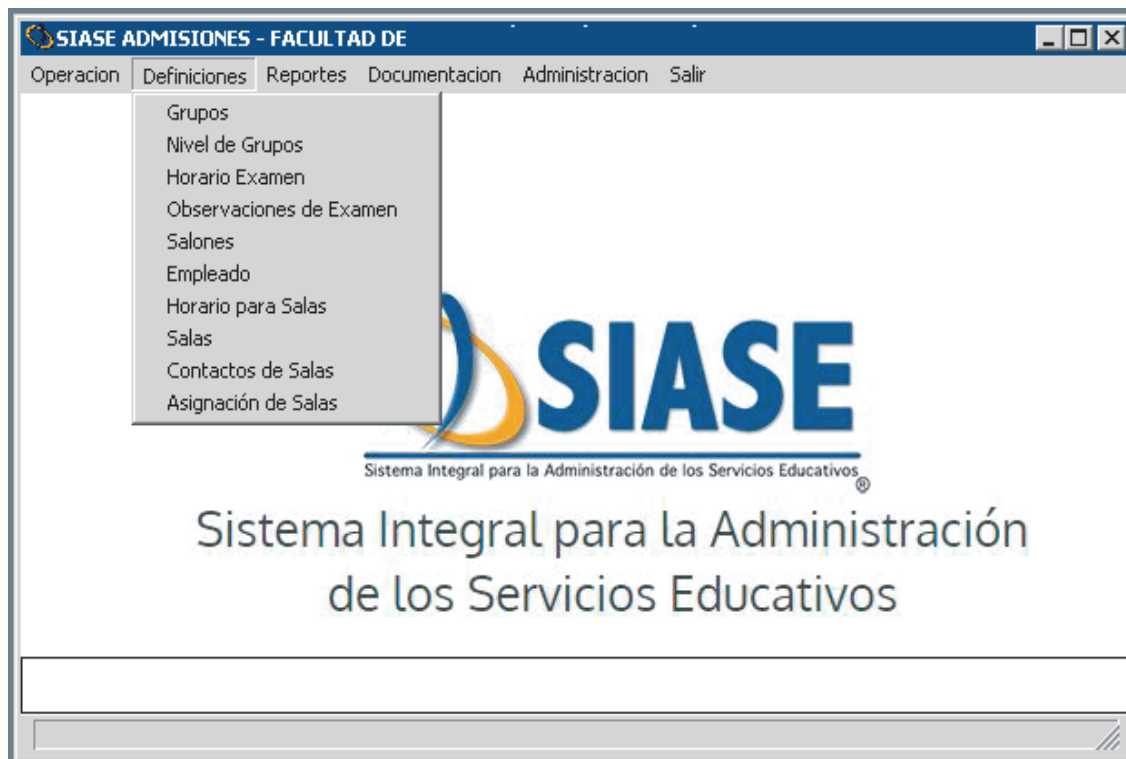 SIASE ADMISIONES - FACULTAD DE
Operacion Definiciones Reportes Documentacion Administracion Salir
Grupos
Nivel de Grupos
Horario Examen
Observaciones de Examen
Salones
Empleado
Horario para Salas
Salas
Contactos de Salas
Asignación de Salas
SIASE
Sistema Integral para la Administración de los Servicios Educativos®
Sistema Integral para la Administración
de los Servicios Educativos